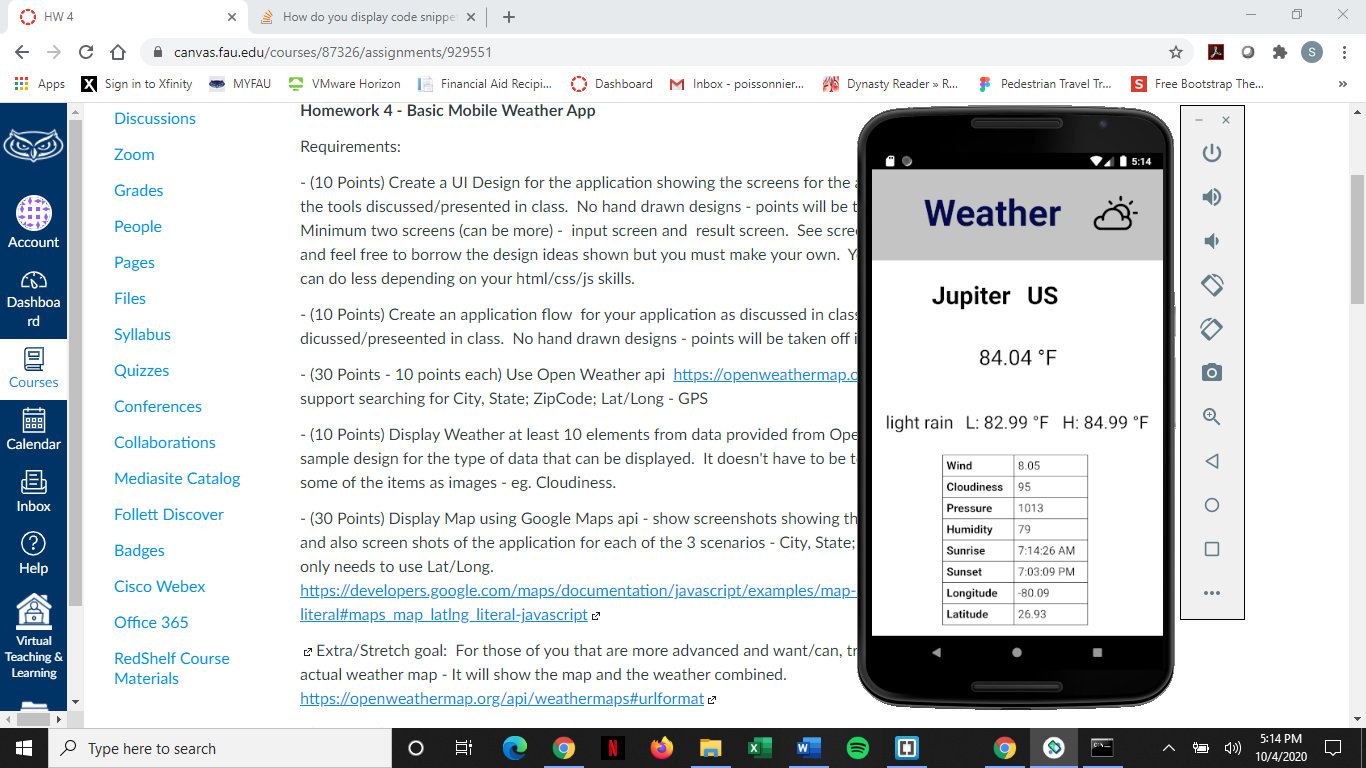 HW 4
How do you display code snippe
canvas.fau.edu/courses/87326/assignments/929551
S
Apps
Sign in to Xfinity
MYFAU
VMware Horizon
Financial Aid Recipi...
Dashboard
Inbox - poissonnier...
Dynasty Reader » R...
Pedestrian Travel Tr...
Free Bootstrap The...
»
Account
Dashboa
rd
Courses
Calendar
Inbox
Help
Virtual
Teaching &
Learning
Discussions
Zoom
Grades
People
Pages
Files
Syllabus
Quizzes
Conferences
Collaborations
Mediasite Catalog
Follett Discover
Badges
Cisco Webex
Office 365
RedShelf Course
Materials
Homework 4 - Basic Mobile Weather App
Requirements:
- (10 Points) Create a UI Design for the application showing the screens for the a
the tools discussed/presented in class.  No hand drawn designs - points will be t
Minimum two screens (can be more) -  input screen and  result screen.  See scre
and feel free to borrow the design ideas shown but you must make your own.  Y
can do less depending on your html/css/js skills.
- (10 Points) Create an application flow  for your application as discussed in clas
dicussed/preseented in class.  No hand drawn designs - points will be taken off i
- (30 Points - 10 points each) Use Open Weather api  https://openweathermap.o
support searching for City, State; ZipCode; Lat/Long - GPS
- (10 Points) Display Weather at least 10 elements from data provided from Ope
sample design for the type of data that can be displayed.  It doesn't have to be t
some of the items as images - eg. Cloudiness.
- (30 Points) Display Map using Google Maps api - show screenshots showing th
and also screen shots of the application for each of the 3 scenarios - City, State;
only needs to use Lat/Long.
https://developers.google.com/maps/documentation/javascript/examples/map-
literal#maps_map_latlng_literal-javascript
Extra/Stretch goal:  For those of you that are more advanced and want/can, tr
actual weather map - It will show the map and the weather combined.
https://openweathermap.org/api/weathermaps#urlformat
5:14
Weather
Jupiter US
84.04 °F
light rain L: 82.99 °F H: 84.99 °F
Wind 8.05
Cloudiness 95
Pressure 1013
Humidity 79
Sunrise 7:14:26 AM
Sunset 7:03:09 PM
Longitude -80.09
Latitude 26.93
Type here to search
5:14 PM
10/4/2020